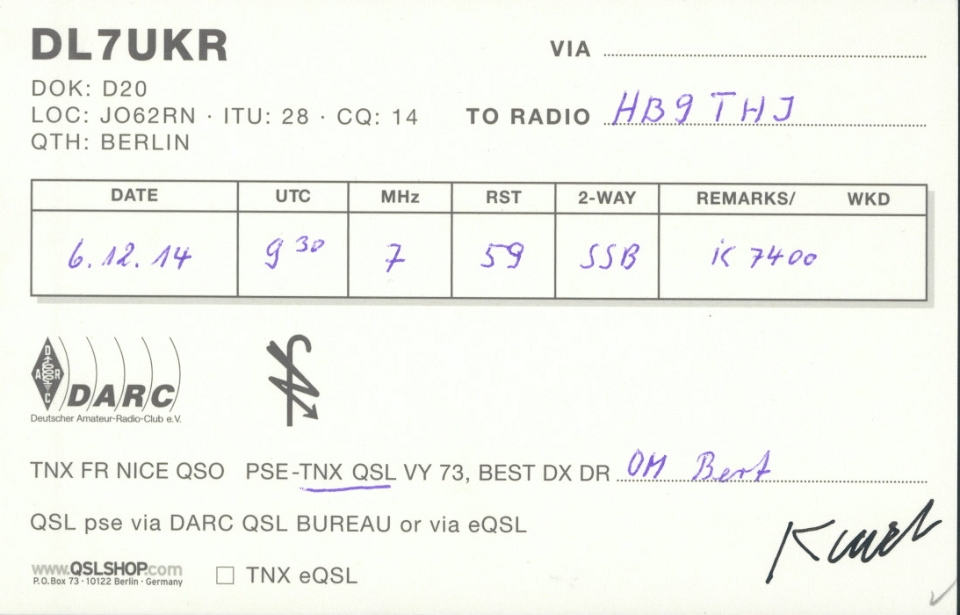 DL7UKR
VIA
DOK: D20
LOC: JO62RN · ITU: 28 · CQ: 14
TO RADIO HB9THJ
QTH: BERLIN
DATE UTC MHz RST 2-WAY REMARKS/ WKD
6.12.14 9 30 7 59 SSB 7400
D A R C
DARC
Deutscher Amateur-Radio-Club e.V.
TNX FR NICE QSO PSE-TNX QSL VY 73, BEST DX DR OM Bert
QSL pse via DARC QSL BUREAU or via eQSL
www.QSLSHOP.com
P.O.Box 73 · 10122 Berlin · Germany
TNX eQSL